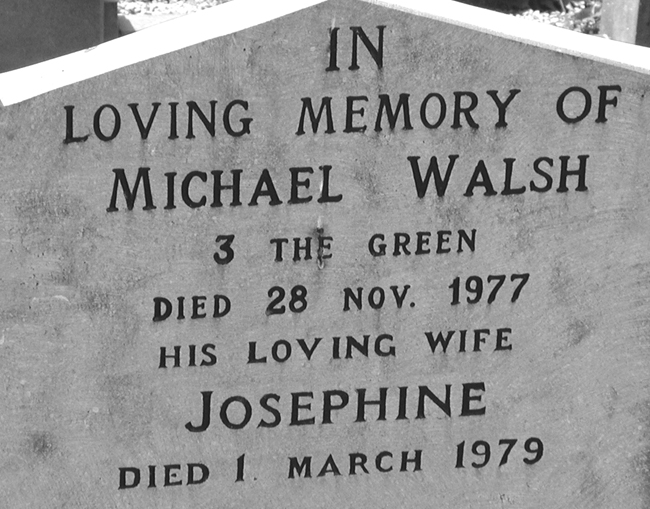 IN
LOVING MEMORY OF
MICHAEL WALSH
3 THE GREEN
DIED 28 NOV. 1977
HIS LOVING WIFE
JOSEPHINE
DIED 1. MARCH 1979